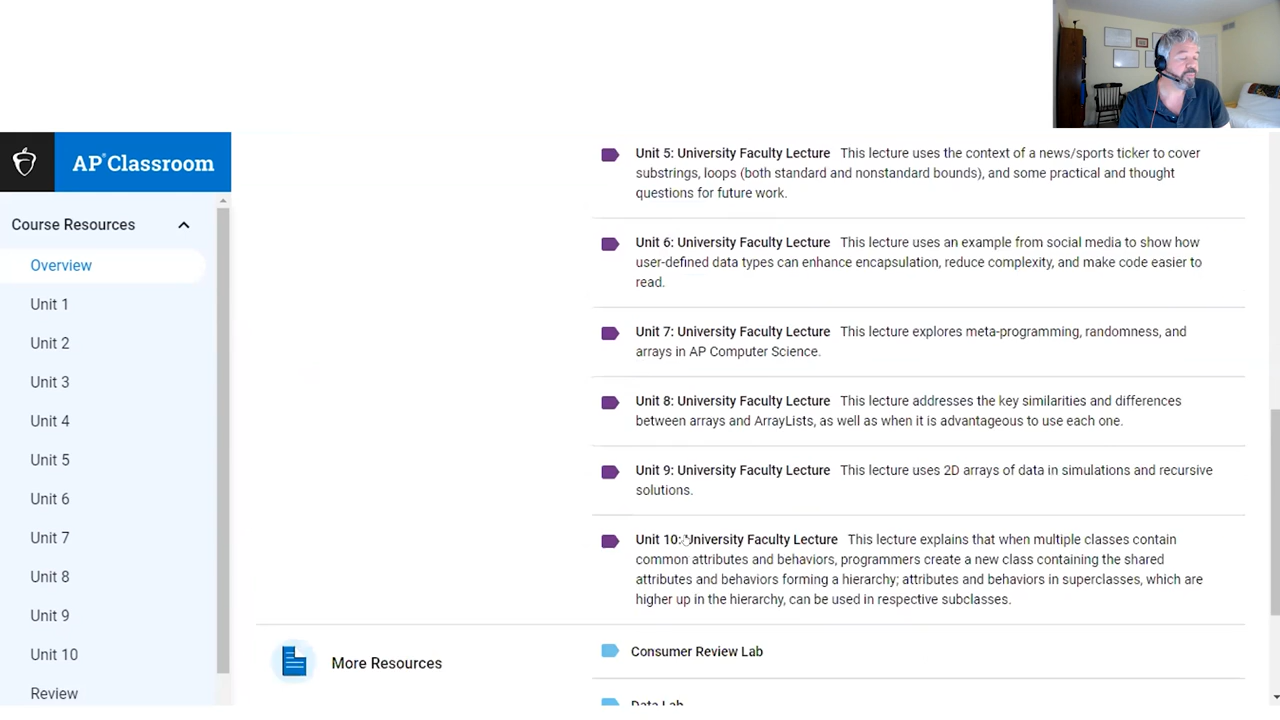 AP Classroom
Course Resources
Overview
Unit 1
Unit 2
Unit 3
Unit 4
Unit 5
Unit 6
Unit 7
Unit 8
Unit 9
Unit 10
Review
Unit 5: University Faculty Lecture This lecture uses the context of a news/sports ticker to cover
substrings, loops (both standard and nonstandard bounds), and some practical and thought
questions for future work.
Unit 6: University Faculty Lecture This lecture uses an example from social media to show how
user-defined data types can enhance encapsulation, reduce complexity, and make code easier to
read.
Unit 7: University Faculty Lecture This lecture explores meta-programming, randomness, and
arrays in AP Computer Science.
Unit 8: University Faculty Lecture This lecture addresses the key similarities and differences
between arrays and ArrayLists, as well as when it is advantageous to use each one.
Unit 9: University Faculty Lecture This lecture uses 2D arrays of data in simulations and recursive
solutions.
Unit 10: University Faculty Lecture This lecture explains that when multiple classes contain
common attributes and behaviors, programmers create a new class containing the shared
attributes and behaviors forming a hierarchy; attributes and behaviors in superclasses, which are
higher up in the hierarchy, can be used in respective subclasses.
More Resources
Consumer Review Lab
Data Lab